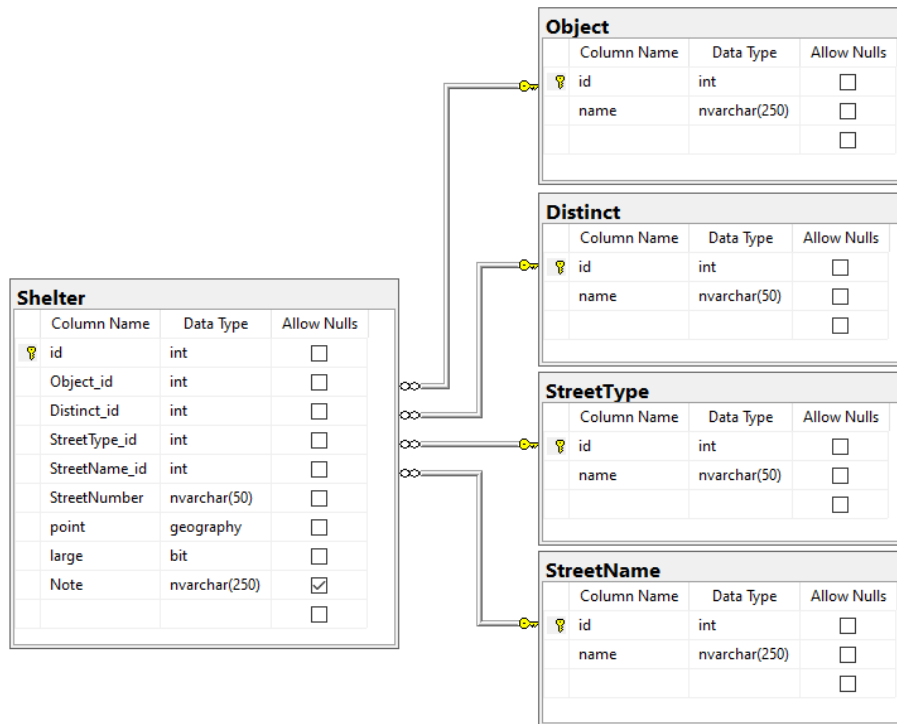 Shelter
Column Name Data Type Allow Nulls
id int
Object_id int
Distinct_id int
StreetType_id int
StreetName_id int
StreetNumber nvarchar(50)
point geography
large bit
Note nvarchar(250)
Object
Column Name Data Type Allow Nulls
id int
name nvarchar(250)
Distinct
Column Name Data Type Allow Nulls
id int
name nvarchar(50)
StreetType
Column Name Data Type Allow Nulls
id int
name nvarchar(50)
StreetName
Column Name Data Type Allow Nulls
id int
name nvarchar(250)